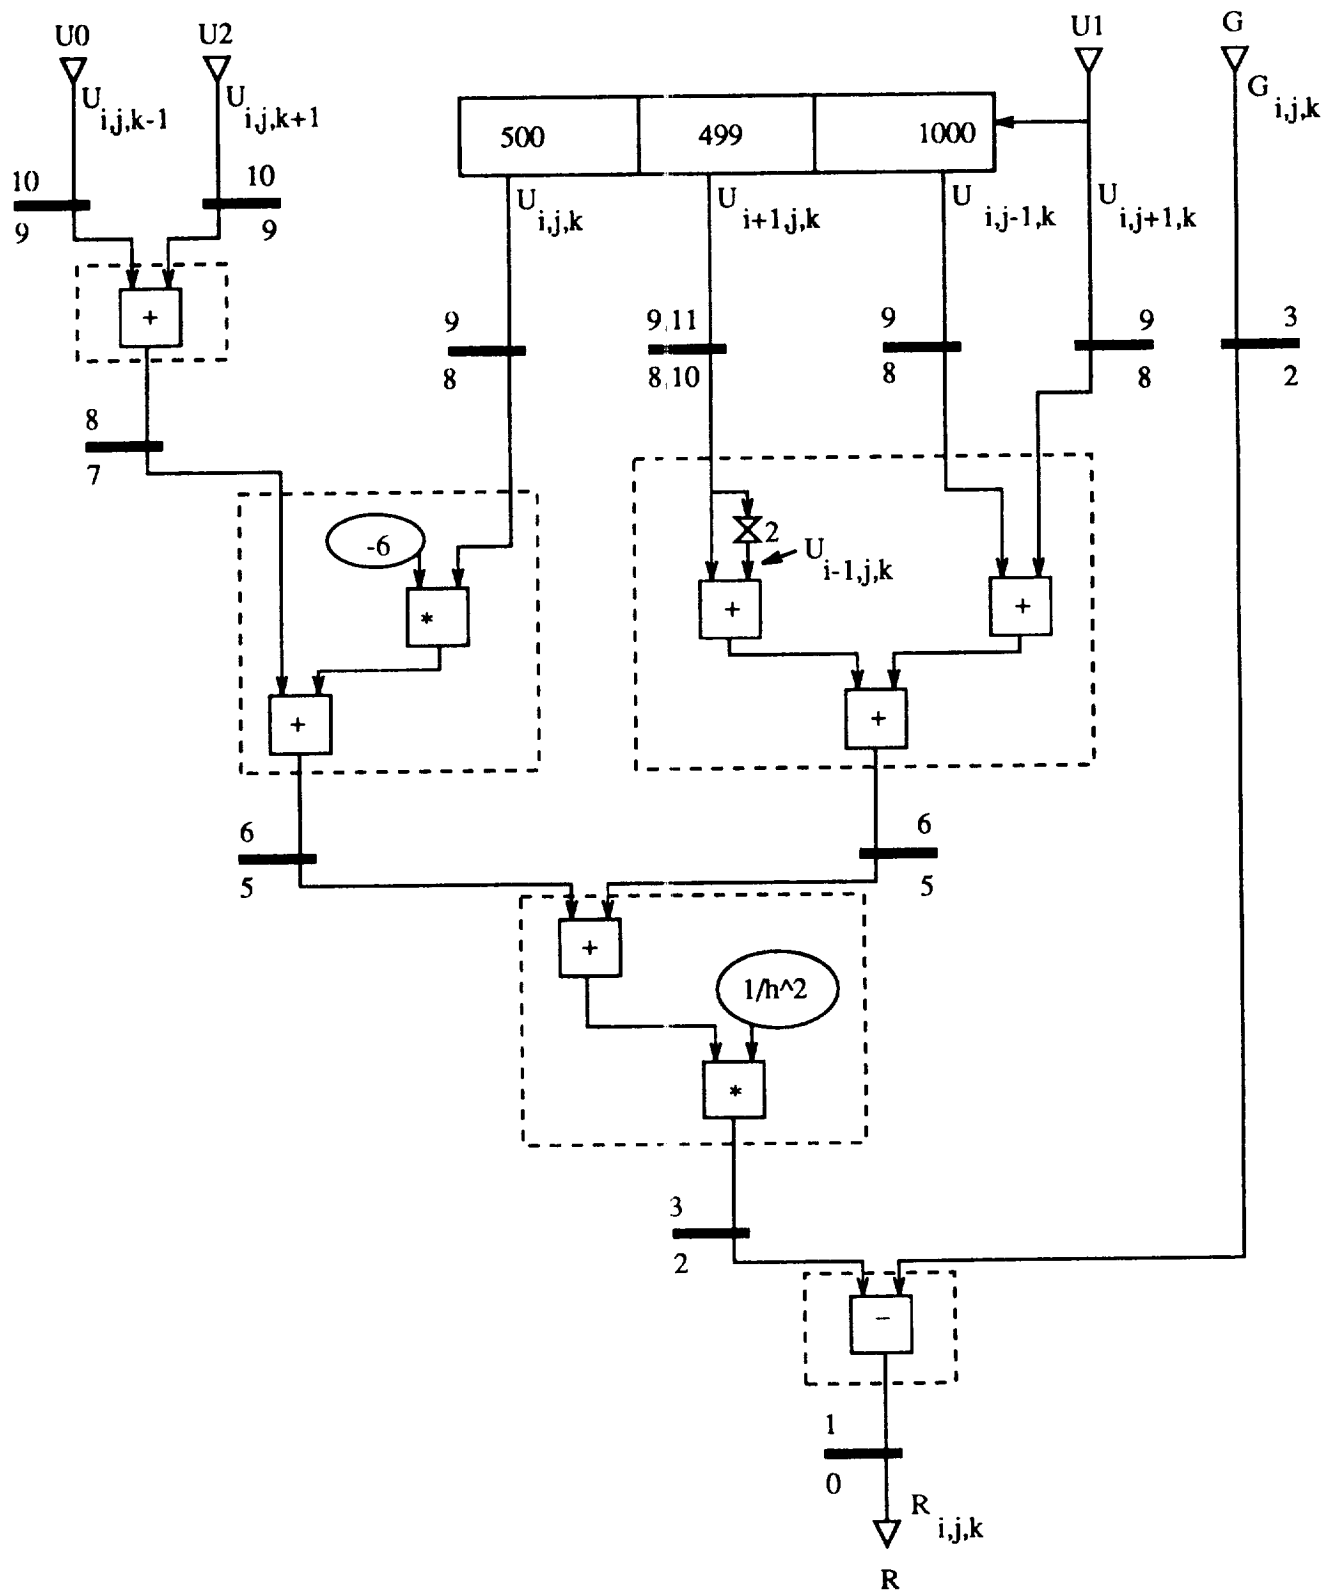 U0 U2 U1 G
U i,j,k-1 U i,j,k+1 G i,j,k
500 499 1000
10 10
9 9
U i,j,k U i+1,j,k U i,j-1,k U i,j+1,k
+
9 9 11 9 9 3
8 8 10 8 8 2
8
7
-6 2
U i-1,j,k
* + +
+ +
6 6
5 5
+
1/h^2
*
3
2
−
1
0
R i,j,k
R